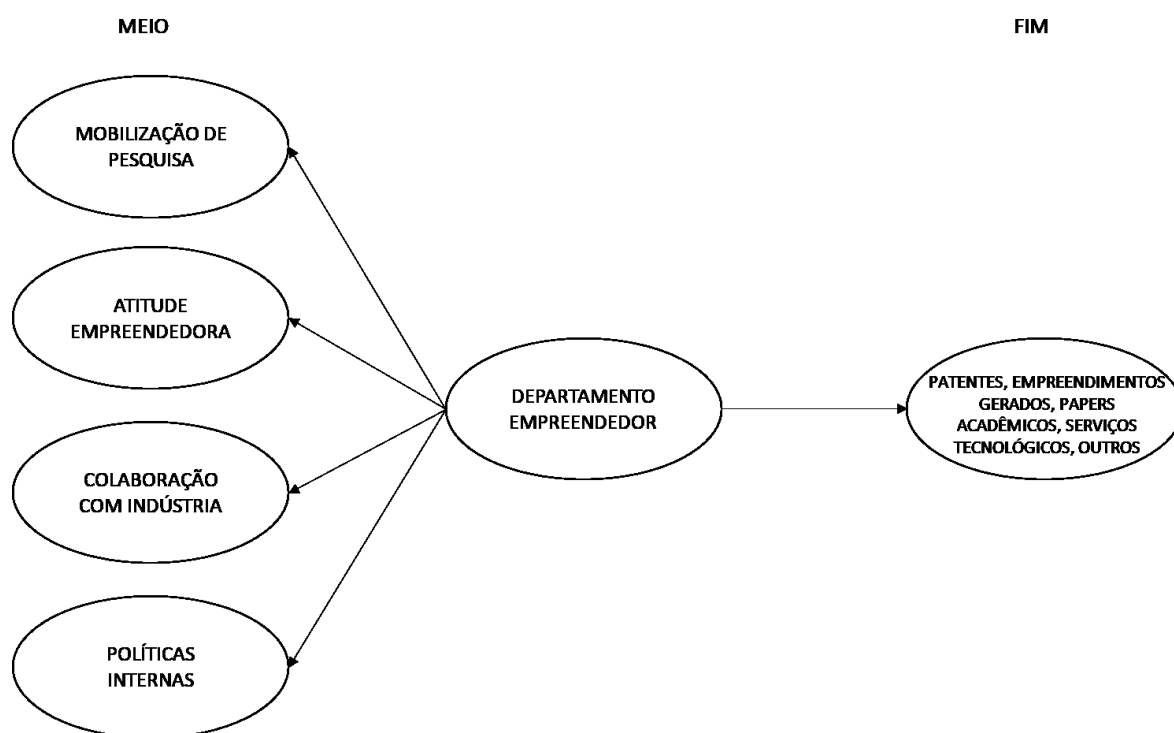 MEIO
FIM
MOBILIZAÇÃO DE
PESQUISA
ATITUDE
EMPREENDEDORA
COLABORAÇÃO
COM INDÚSTRIA
POLÍTICAS
INTERNAS
DEPARTAMENTO
EMPREENDEDOR
PATENTES, EMPREENDIMENTOS
GERADOS, PAPERS
ACADÊMICOS, SERVIÇOS
TECNOLÓGICOS, OUTROS